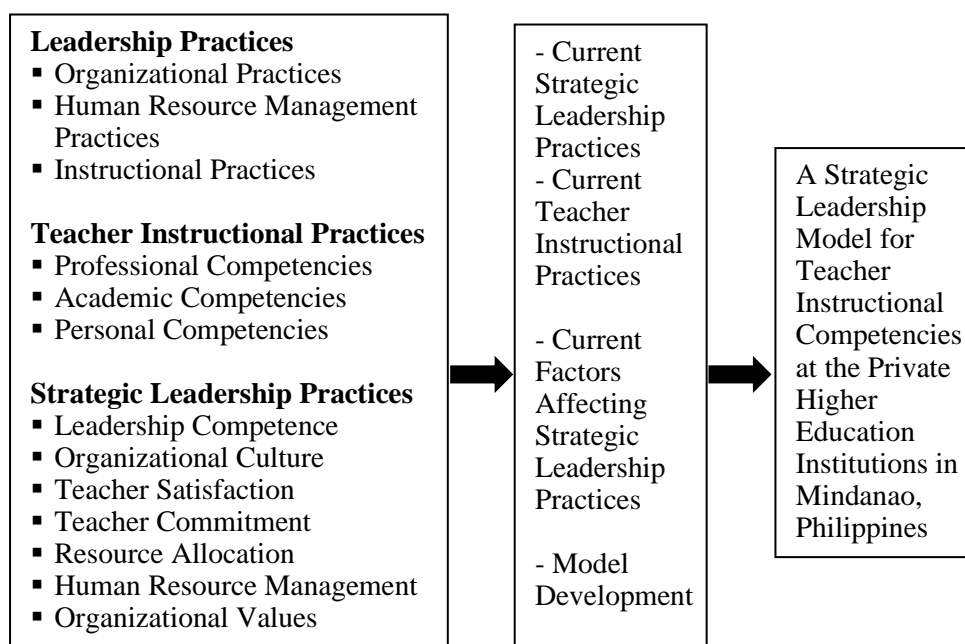 Leadership Practices
▪ Organizational Practices
▪ Human Resource Management
Practices
▪ Instructional Practices
Teacher Instructional Practices
▪ Professional Competencies
▪ Academic Competencies
▪ Personal Competencies
Strategic Leadership Practices
▪ Leadership Competence
▪ Organizational Culture
▪ Teacher Satisfaction
▪ Teacher Commitment
▪ Resource Allocation
▪ Human Resource Management
▪ Organizational Values
- Current
Strategic
Leadership
Practices
- Current
Teacher
Instructional
Practices
- Current
Factors
Affecting
Strategic
Leadership
Practices
- Model
Development
A Strategic
Leadership
Model for
Teacher
Instructional
Competencies
at the Private
Higher
Education
Institutions in
Mindanao,
Philippines